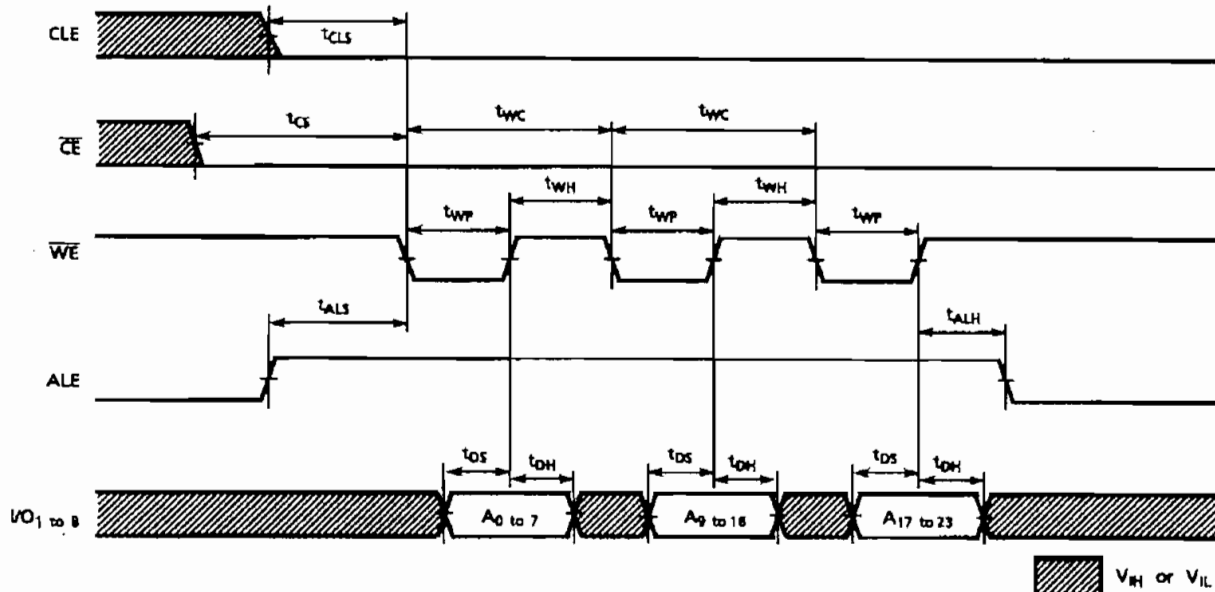 CLE
tCLS
tCS
tWC
tWC
CE
tWH
tWH
tWP
tWP
tWP
WE
tALS
tALH
ALE
tDS
tDH
tDS
tDH
tDS
tDH
I/O1 to 8
A0 to 7
A9 to 16
A17 to 23
VIH or VIL